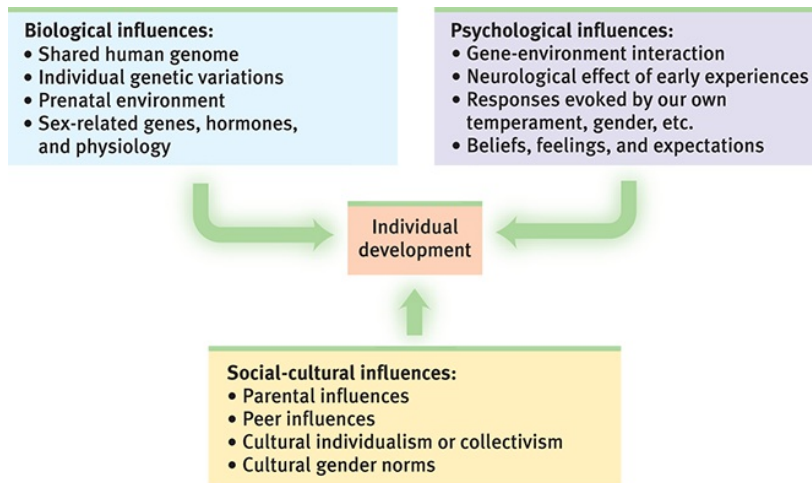 Biological influences:
• Shared human genome
• Individual genetic variations
• Prenatal environment
• Sex-related genes, hormones,
and physiology
Psychological influences:
• Gene-environment interaction
• Neurological effect of early experiences
• Responses evoked by our own
temperament, gender, etc.
• Beliefs, feelings, and expectations
Individual
development
Social-cultural influences:
• Parental influences
• Peer influences
• Cultural individualism or collectivism
• Cultural gender norms